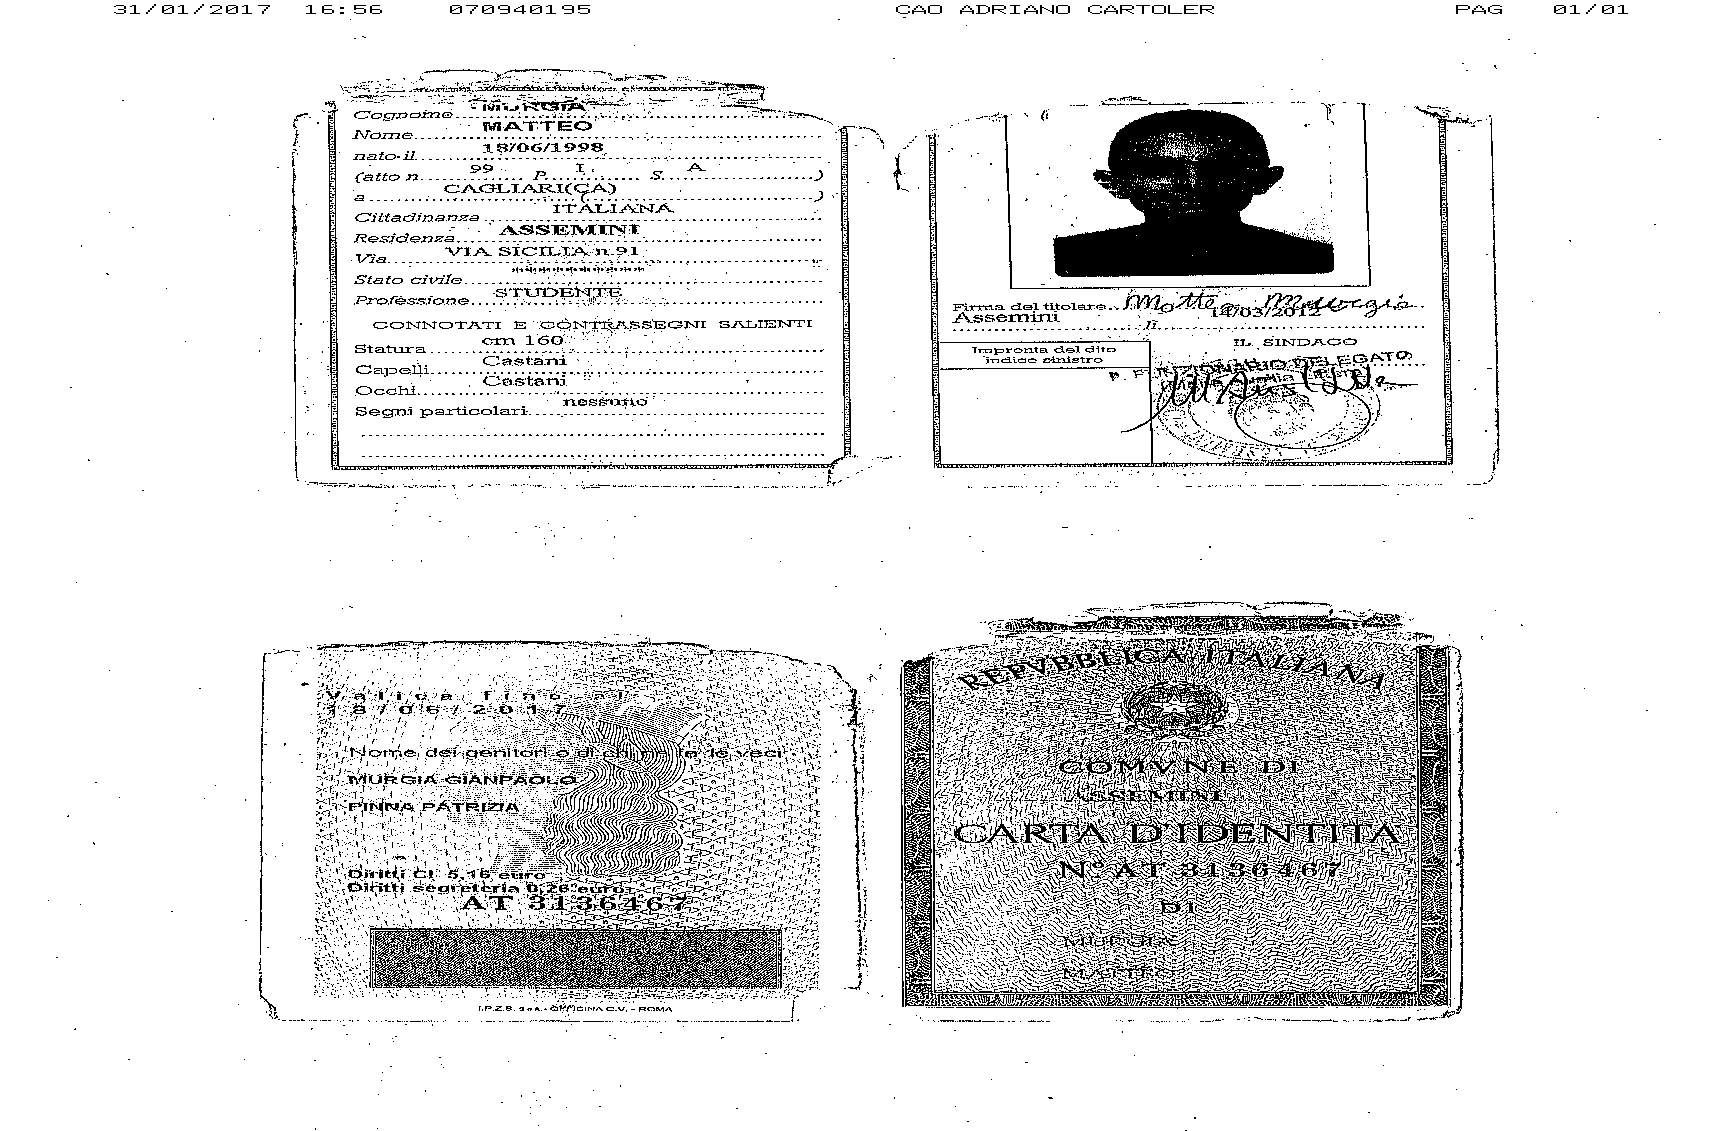 31/01/2017 16:56 070940195 CAO ADRIANO CARTOLER PAG 01/01
Cognome MURGIA
Nome MATTEO
nato il 18/06/1998
(atto n. 99 P. I. S. A )
a CAGLIARI(CA) ( )
Cittadinanza ITALIANA
Residenza ASSEMINI
Via VIA SICILIA n.91
Stato civile
Professione STUDENTE
CONNOTATI E CONTRASSEGNI SALIENTI
Statura cm 160
Capelli Castani
Occhi Castani
Segni particolari nessuno
Firma del titolare Matteo Murgia
Assemini li 14/03/2012
Impronta del dito
indice sinistro
IL SINDACO
FUNZIONARIO DELEGATO
Valida fino al
18/06/2017
Nome dei genitori o di chi ne fa le veci
MURGIA GIANPAOLO
PINNA PATRIZIA
Diritti CI 5,16 euro
Diritti segreteria 0,26 euro
AT 3136467
I.P.Z.S. S.p.A. - OFFICINA C.V. - ROMA
REPVBBLICA ITALIANA
COMVNE DI
ASSEMINI
CARTA D'IDENTITA
N° AT 3136467
DI
MURGIA
MATTEO